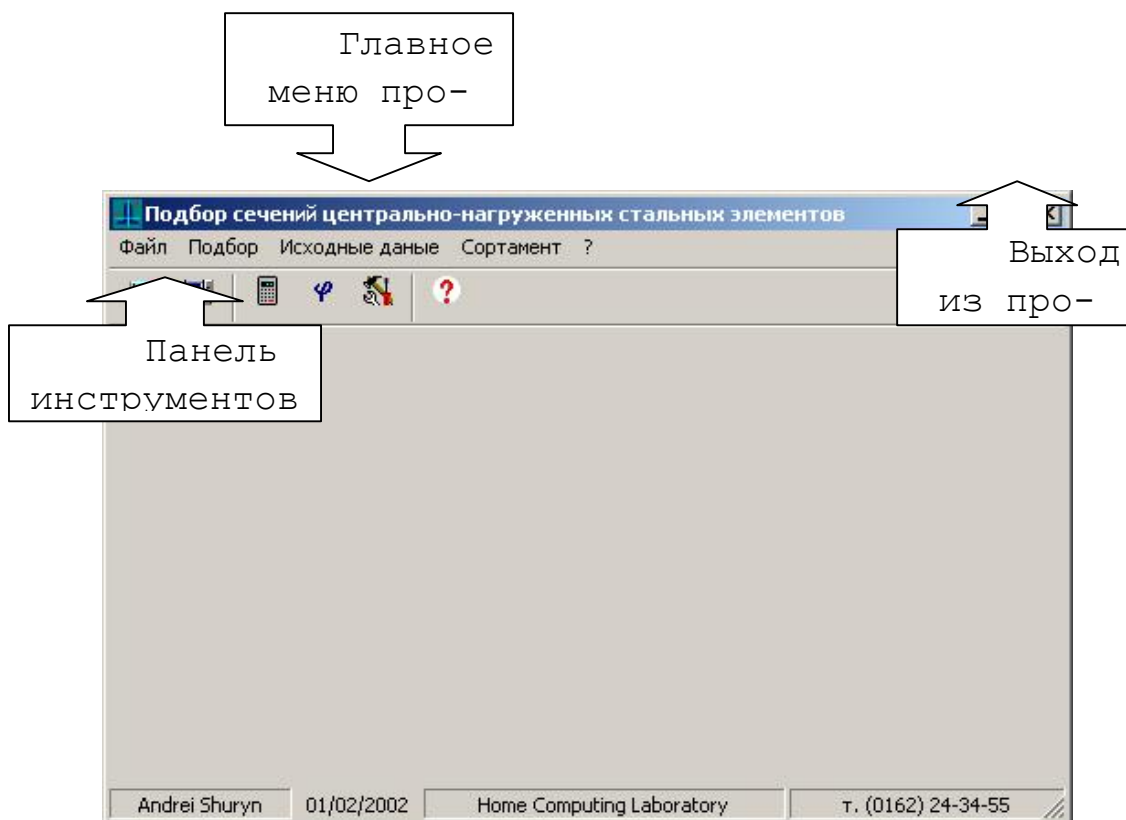 Главное
меню про-
Подбор сечений центрально-нагруженных стальных элементов
Файл Подбор Исходные даные Сортамент ?
Выход
из про-
φ ?
Панель
инструментов
Andrei Shuryn 01/02/2002 Home Computing Laboratory т. (0162) 24-34-55